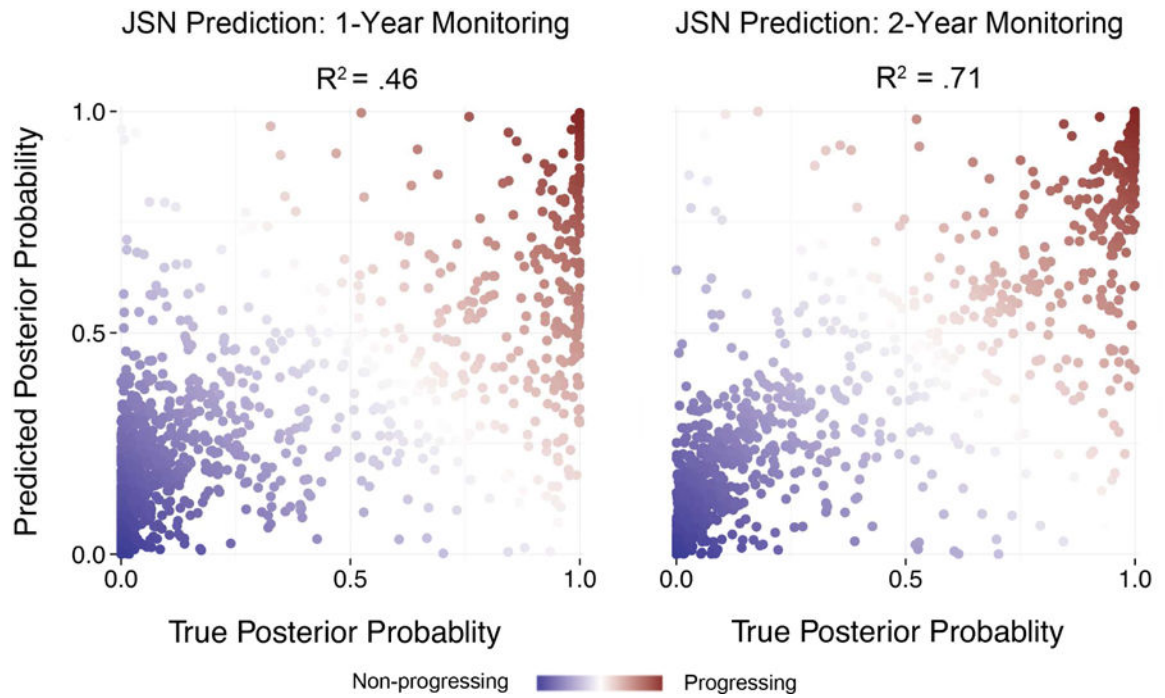 JSN Prediction: 1-Year Monitoring
R² = .46
JSN Prediction: 2-Year Monitoring
R² = .71
Predicted Posterior Probability
1.0
0.5
0.0
0.0 0.5 1.0
0.0 0.5 1.0
True Posterior Probablity
True Posterior Probablity
Non-progressing Progressing